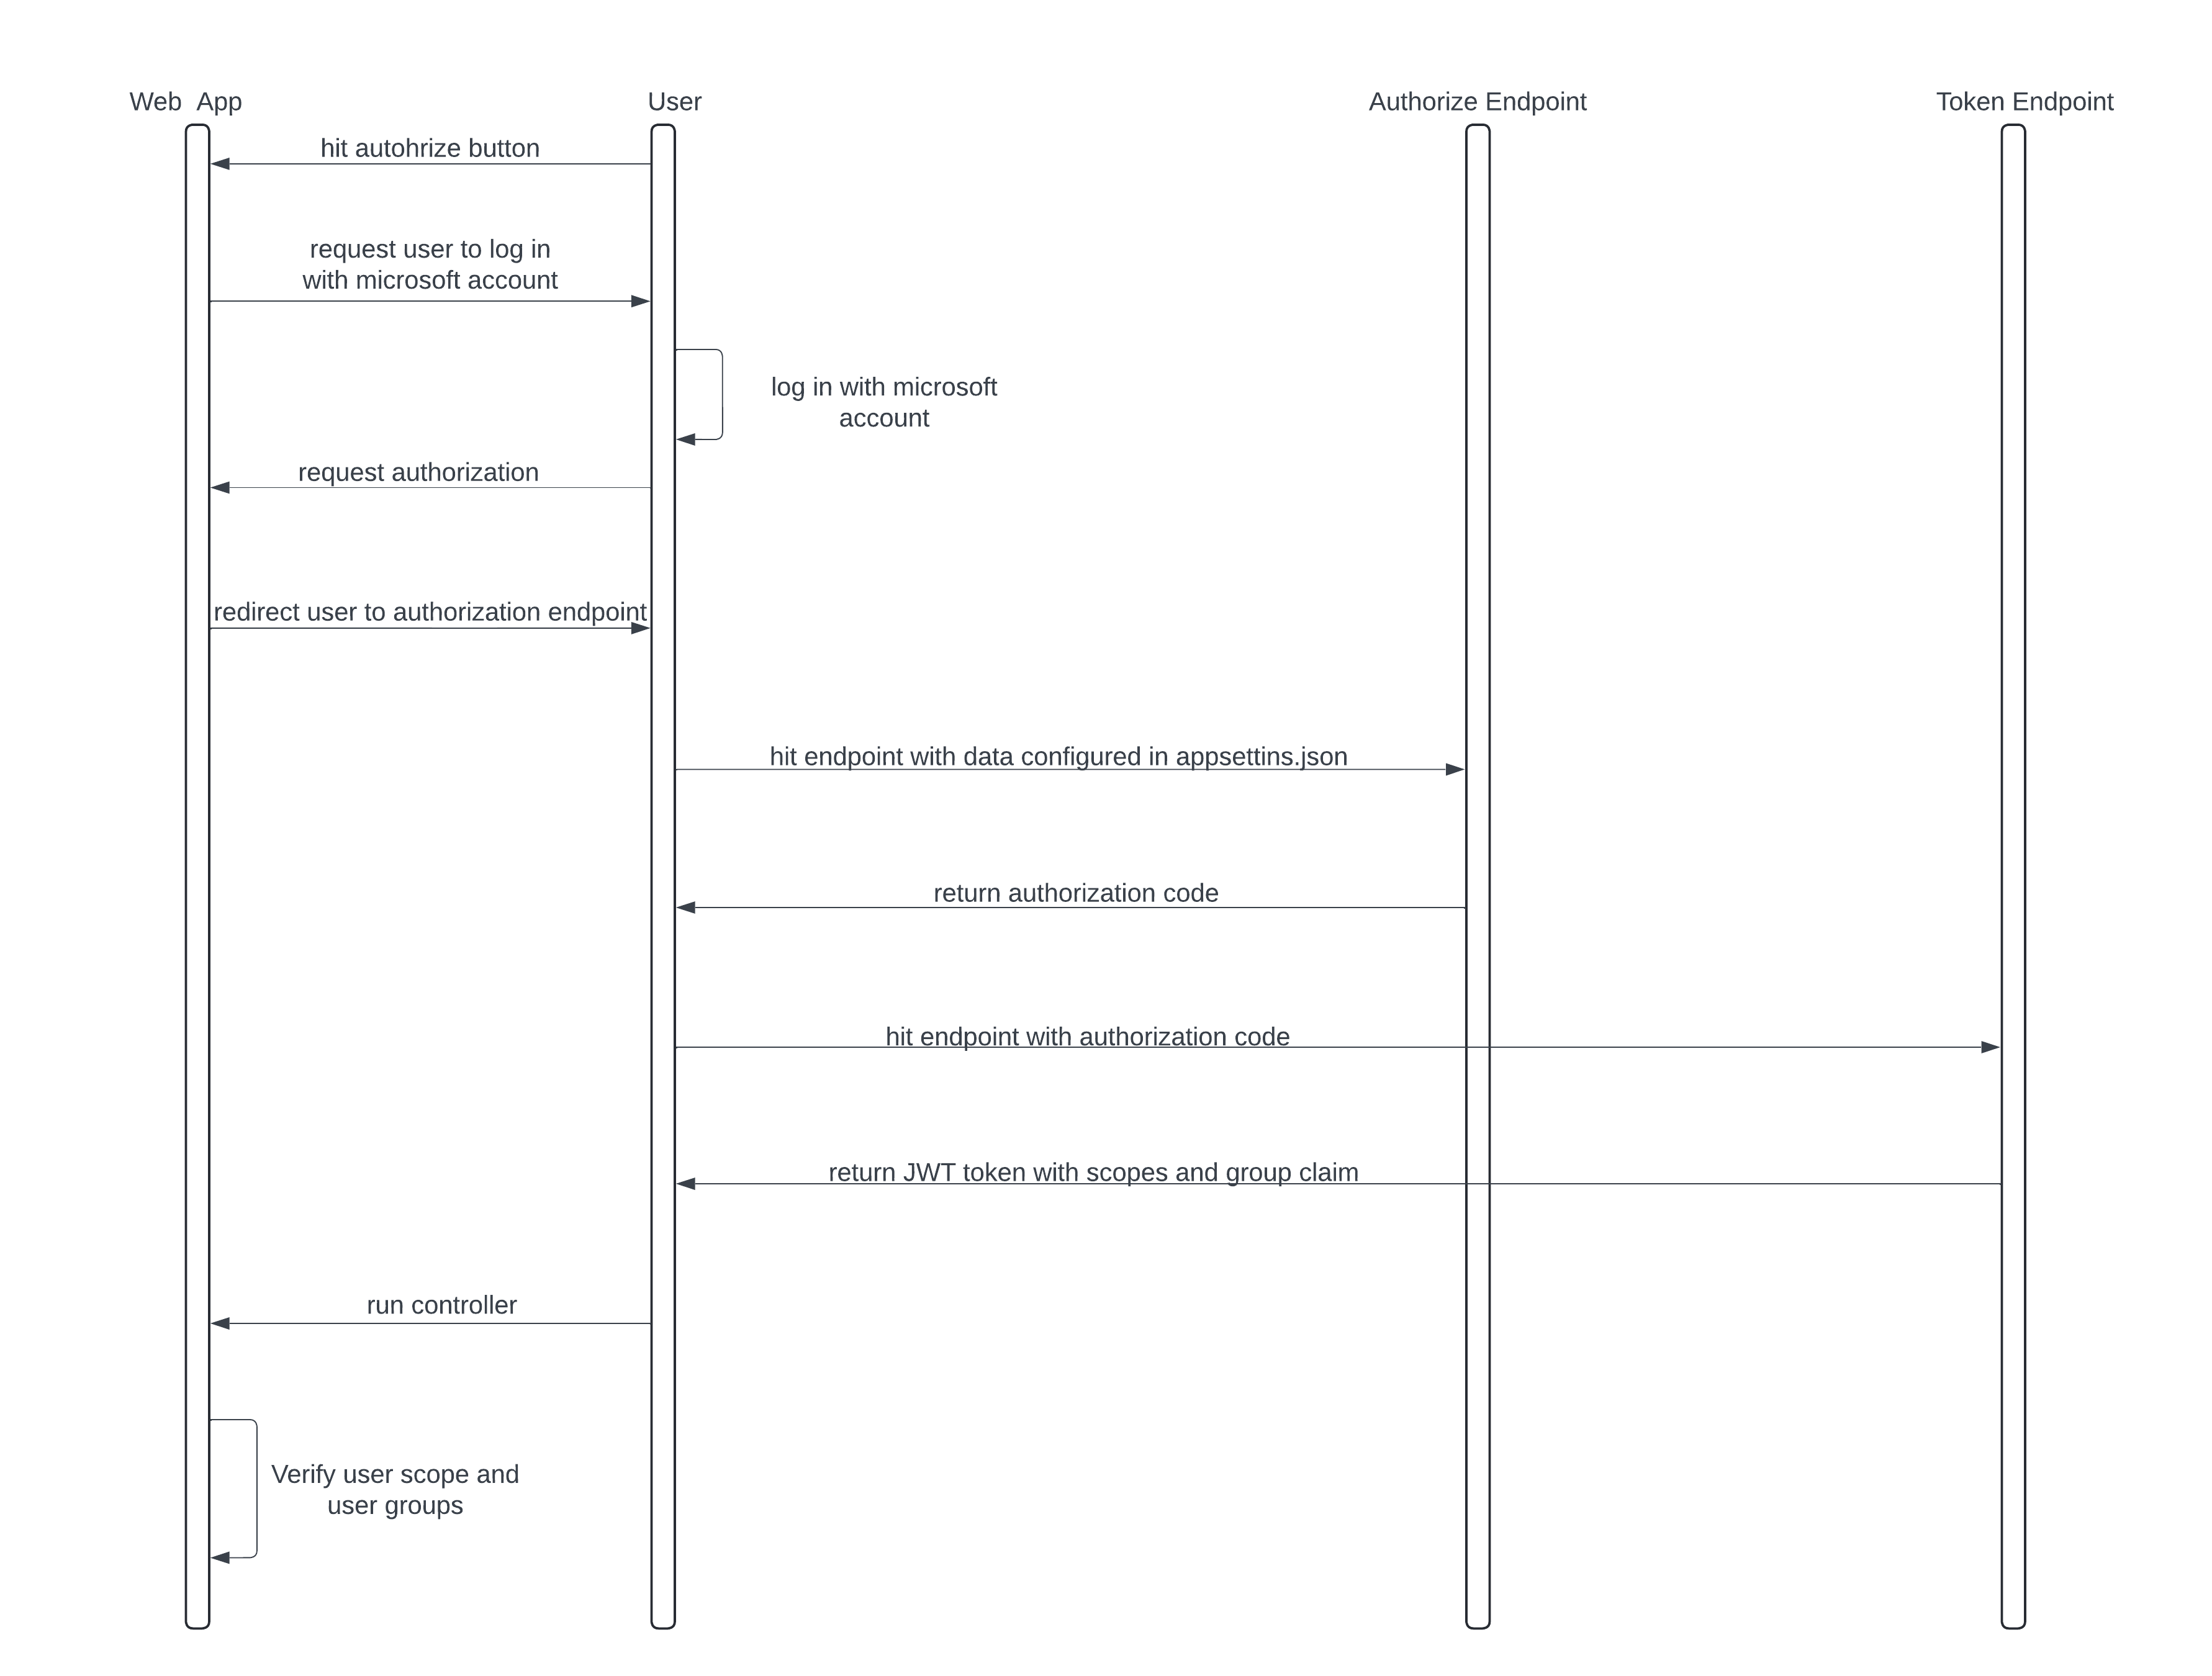 Web  App
User
Authorize Endpoint
Token Endpoint
hit autohrize button
request user to log in
with microsoft account
log in with microsoft
account
request authorization
redirect user to authorization endpoint
hit endpoint with data configured in appsettins.json
return authorization code
hit endpoint with authorization code
return JWT token with scopes and group claim
run controller
Verify user scope and
user groups